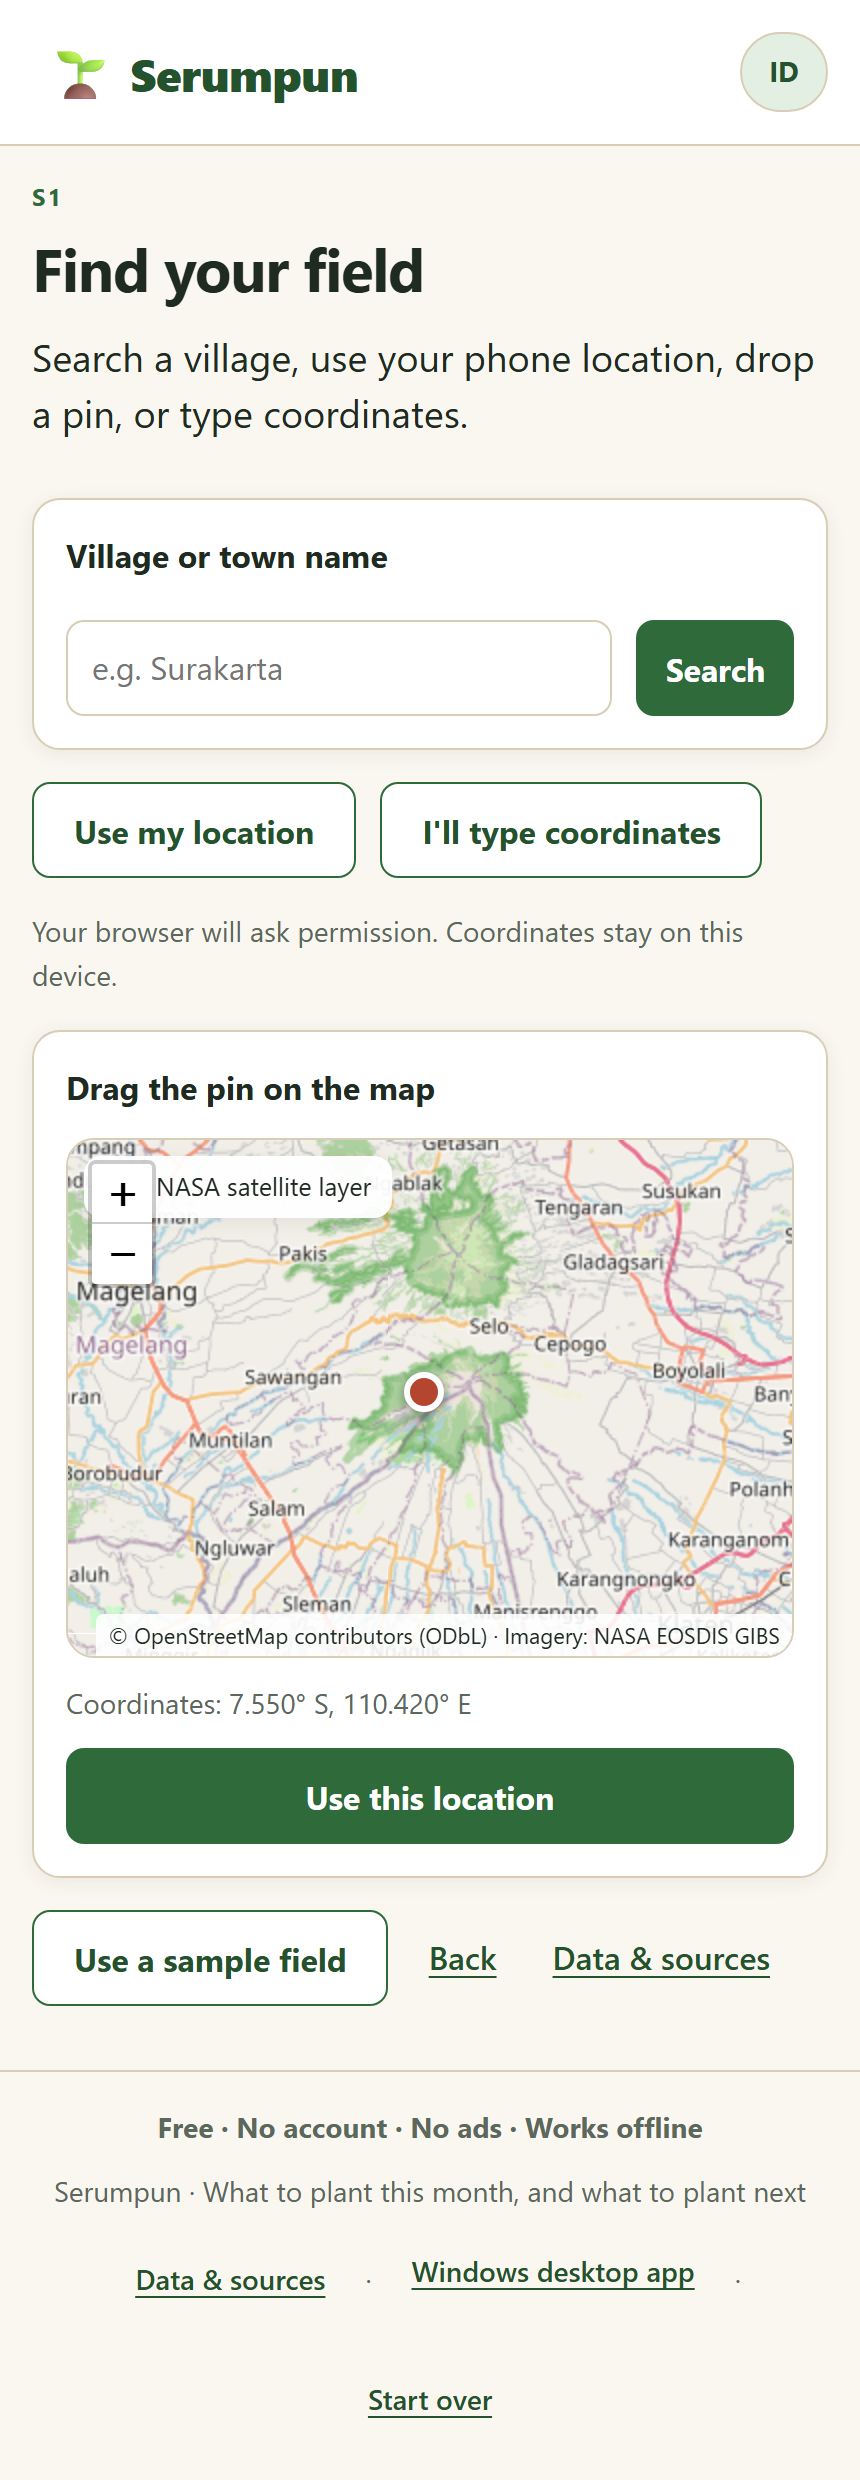 Serumpun
ID
S1
Find your field
Search a village, use your phone location, drop
a pin, or type coordinates.
Village or town name
e.g. Surakarta
Search
Use my location
I'll type coordinates
Your browser will ask permission. Coordinates stay on this
device.
Drag the pin on the map
Getasan
+
NASA satellite layer
ablak
Susukan
Tengaran
−
Pakis
Gladagsari
Magelang
Selo
Magelang
Cepogo
Sawangan
Boyolali
Muntilan
Borobudur
Salam
Ngluwar
Karanganom
Karangnongko
Sleman
Manisrenggo
© OpenStreetMap contributors (ODbL) · Imagery: NASA EOSDIS GIBS
Coordinates: 7.550° S, 110.420° E
Use this location
Use a sample field
Back
Data & sources
Free · No account · No ads · Works offline
Serumpun · What to plant this month, and what to plant next
Data & sources · Windows desktop app ·
Start over